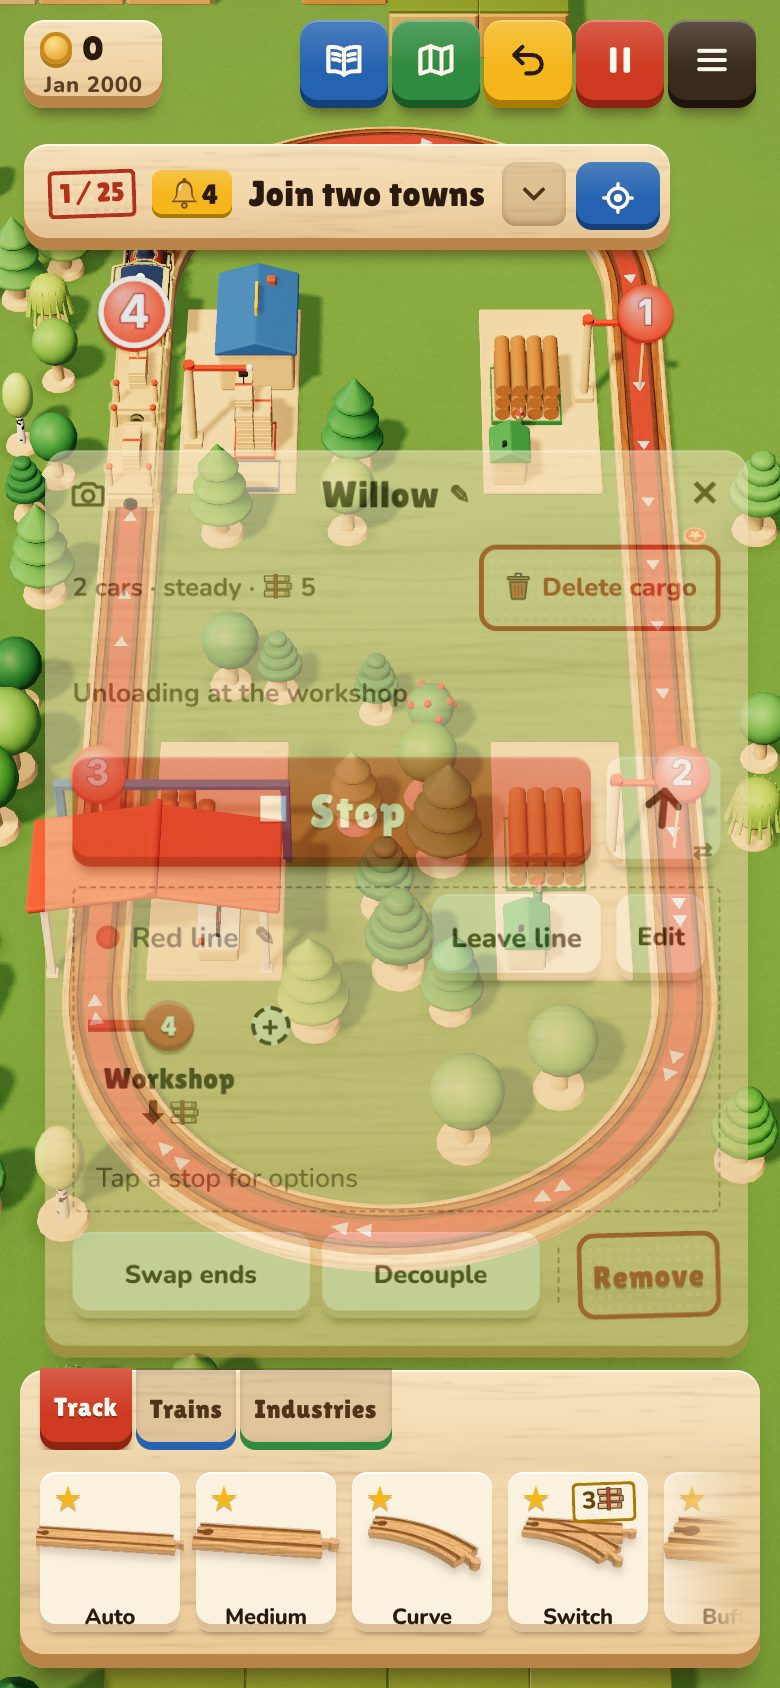 0
Jan 2000
1/25
4
Join two towns
4
1
Willow
2 cars · steady · 5
Delete cargo
Unloading at the workshop
3
Stop
2
Red line
Leave line
Edit
4
Workshop
Tap a stop for options
Swap ends
Decouple
Remove
Track
Trains
Industries
3
Auto
Medium
Curve
Switch